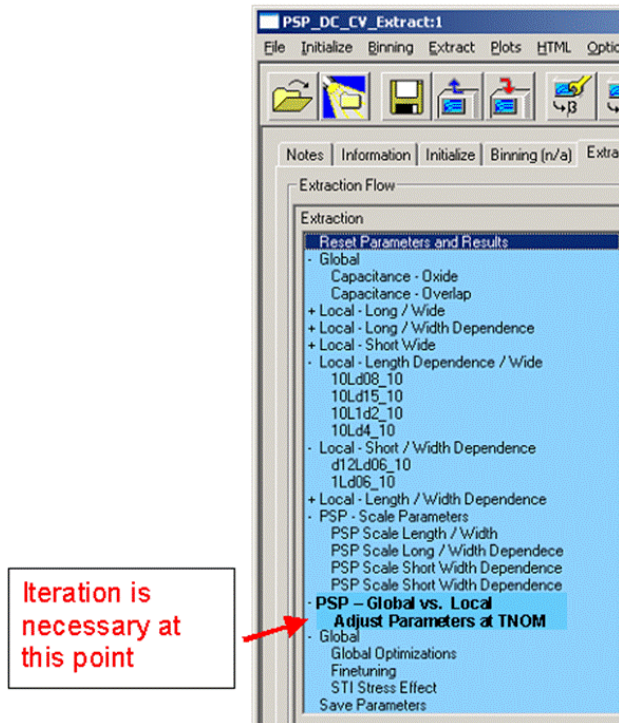 PSP_DC_CV_Extract:1
File Initialize Binning Extract Plots HTML Optio
Notes Information Initialize Binning (n/a) Extra
Extraction Flow
Extraction
Reset Parameters and Results
- Global
Capacitance - Oxide
Capacitance - Overlap
+ Local - Long / Wide
+ Local - Long / Width Dependence
+ Local - Short Wide
- Local - Length Dependence / Wide
10Ld08_10
10Ld15_10
10L1d2_10
10Ld4_10
- Local - Short / Width Dependence
d12Ld06_10
1Ld06_10
+ Local - Length / Width Dependence
- PSP - Scale Parameters
PSP Scale Length / Width
PSP Scale Long / Width Dependece
PSP Scale Short Width Dependence
PSP Scale Short Width Dependence
- PSP – Global vs. Local
Adjust Parameters at TNOM
- Global
Global Optimizations
Finetuning
STI Stress Effect
Save Parameters
Iteration is
necessary at
this point